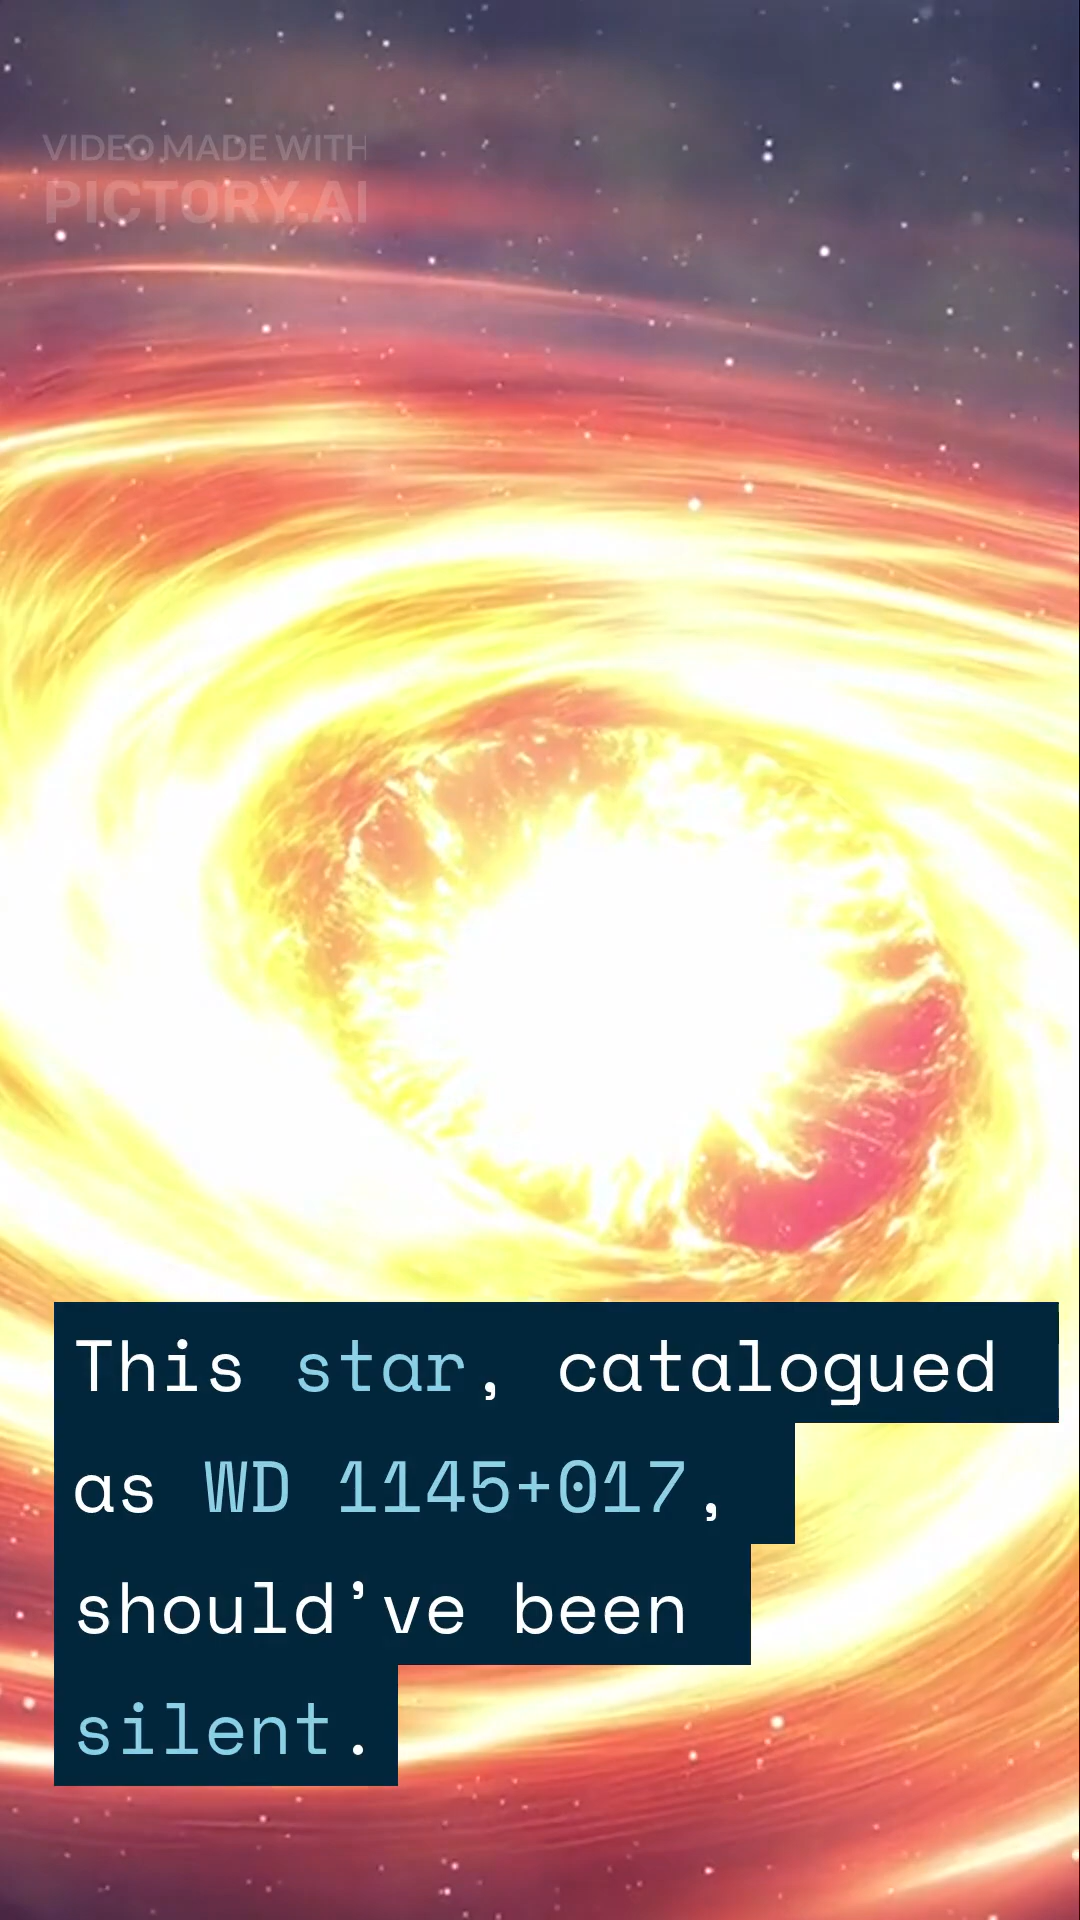 VIDEO MADE WITH
PICTORY.AI
This star, catalogued
as WD 1145+017,
should’ve been
silent.